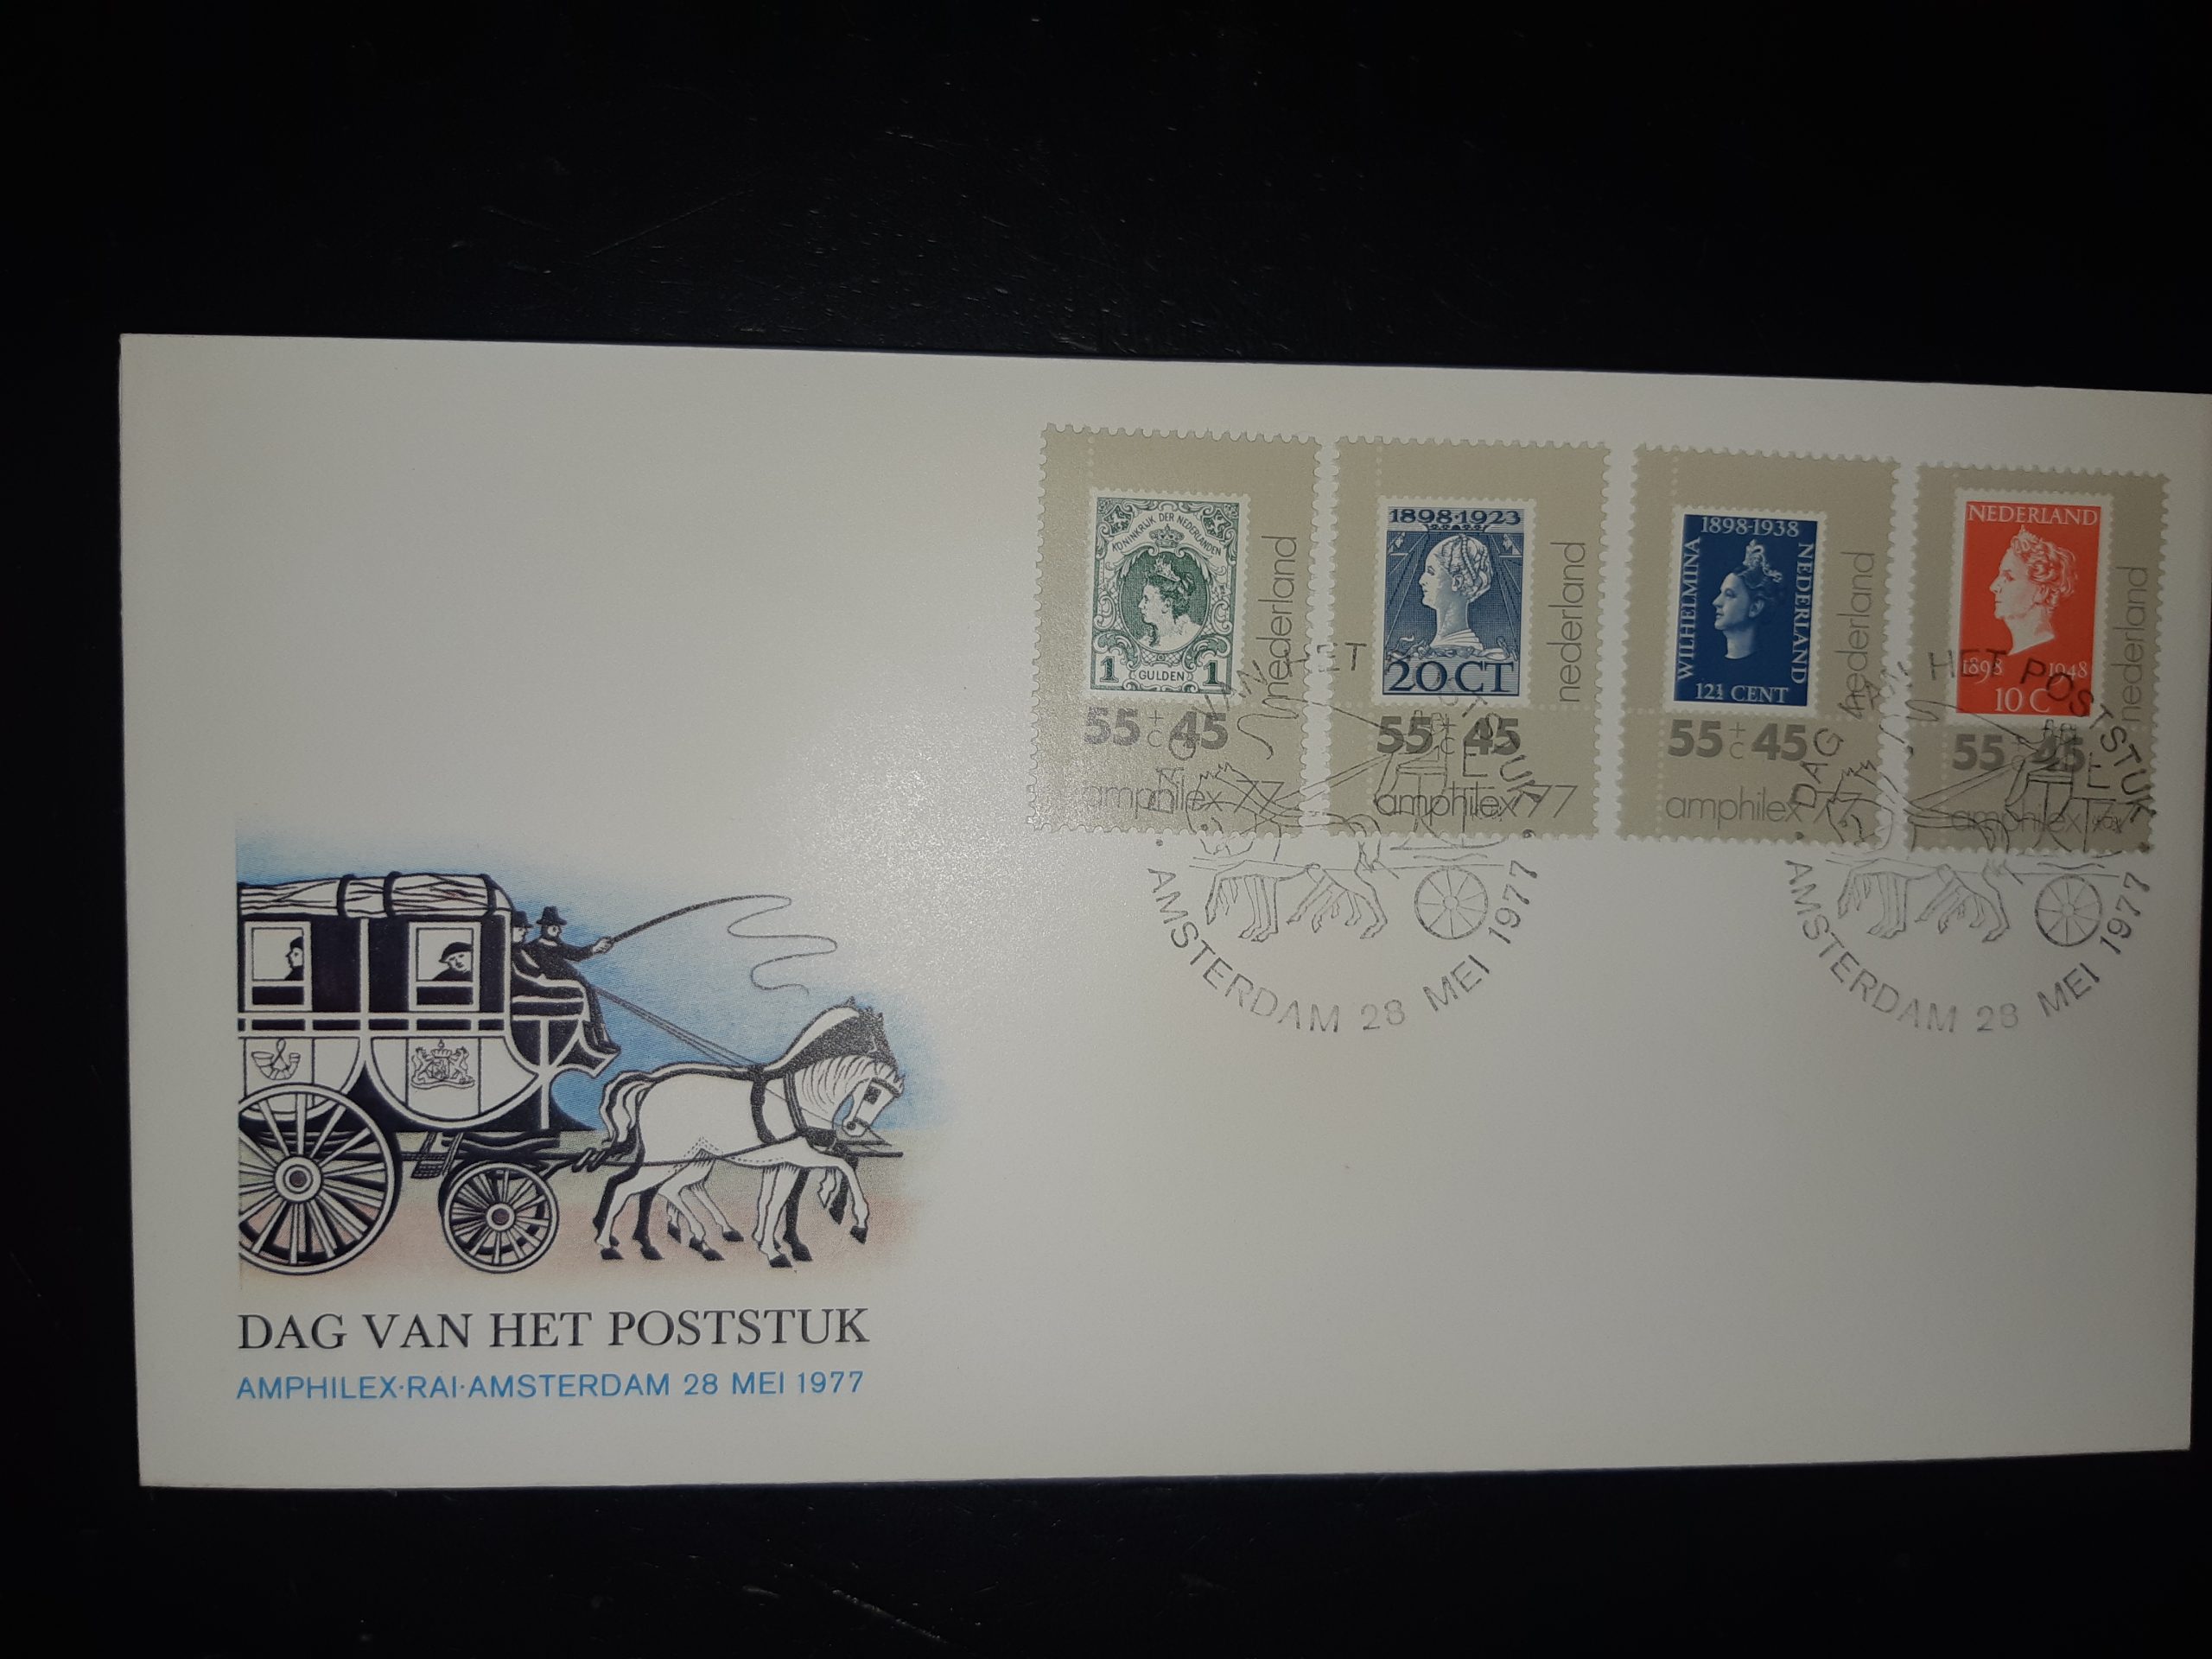 KONINKRIJK DER NEDERLANDEN
1 GULDEN 1
nederland
55 + 45
c
amphilex 77
1898·1923
20 CT
nederland
55 + 45
c
amphilex 77
1898-1938
WILHELMINA
NEDERLAND
12½ CENT
nederland
55 + 45
c
amphilex 77
NEDERLAND
1898 1948
10 C
nederland
55 45
amphilex
VAN HET POSTSTUK
AMSTERDAM 28 MEI 1977
DAG VAN HET POSTSTUK
AMSTERDAM 28 MEI 1977
DAG VAN HET POSTSTUK
AMPHILEX·RAI·AMSTERDAM 28 MEI 1977